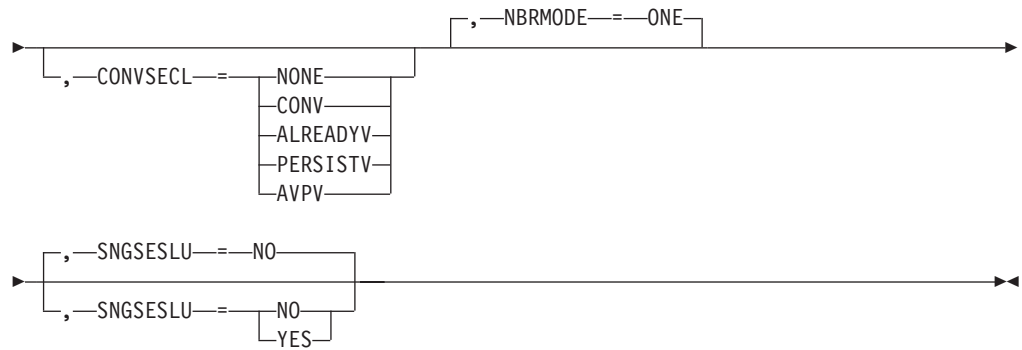 , NBRMODE = ONE
, CONVSECL = NONE
CONV
ALREADYV
PERSISTV
AVPV
, SNGSESLU = NO
, SNGSESLU = NO
YES